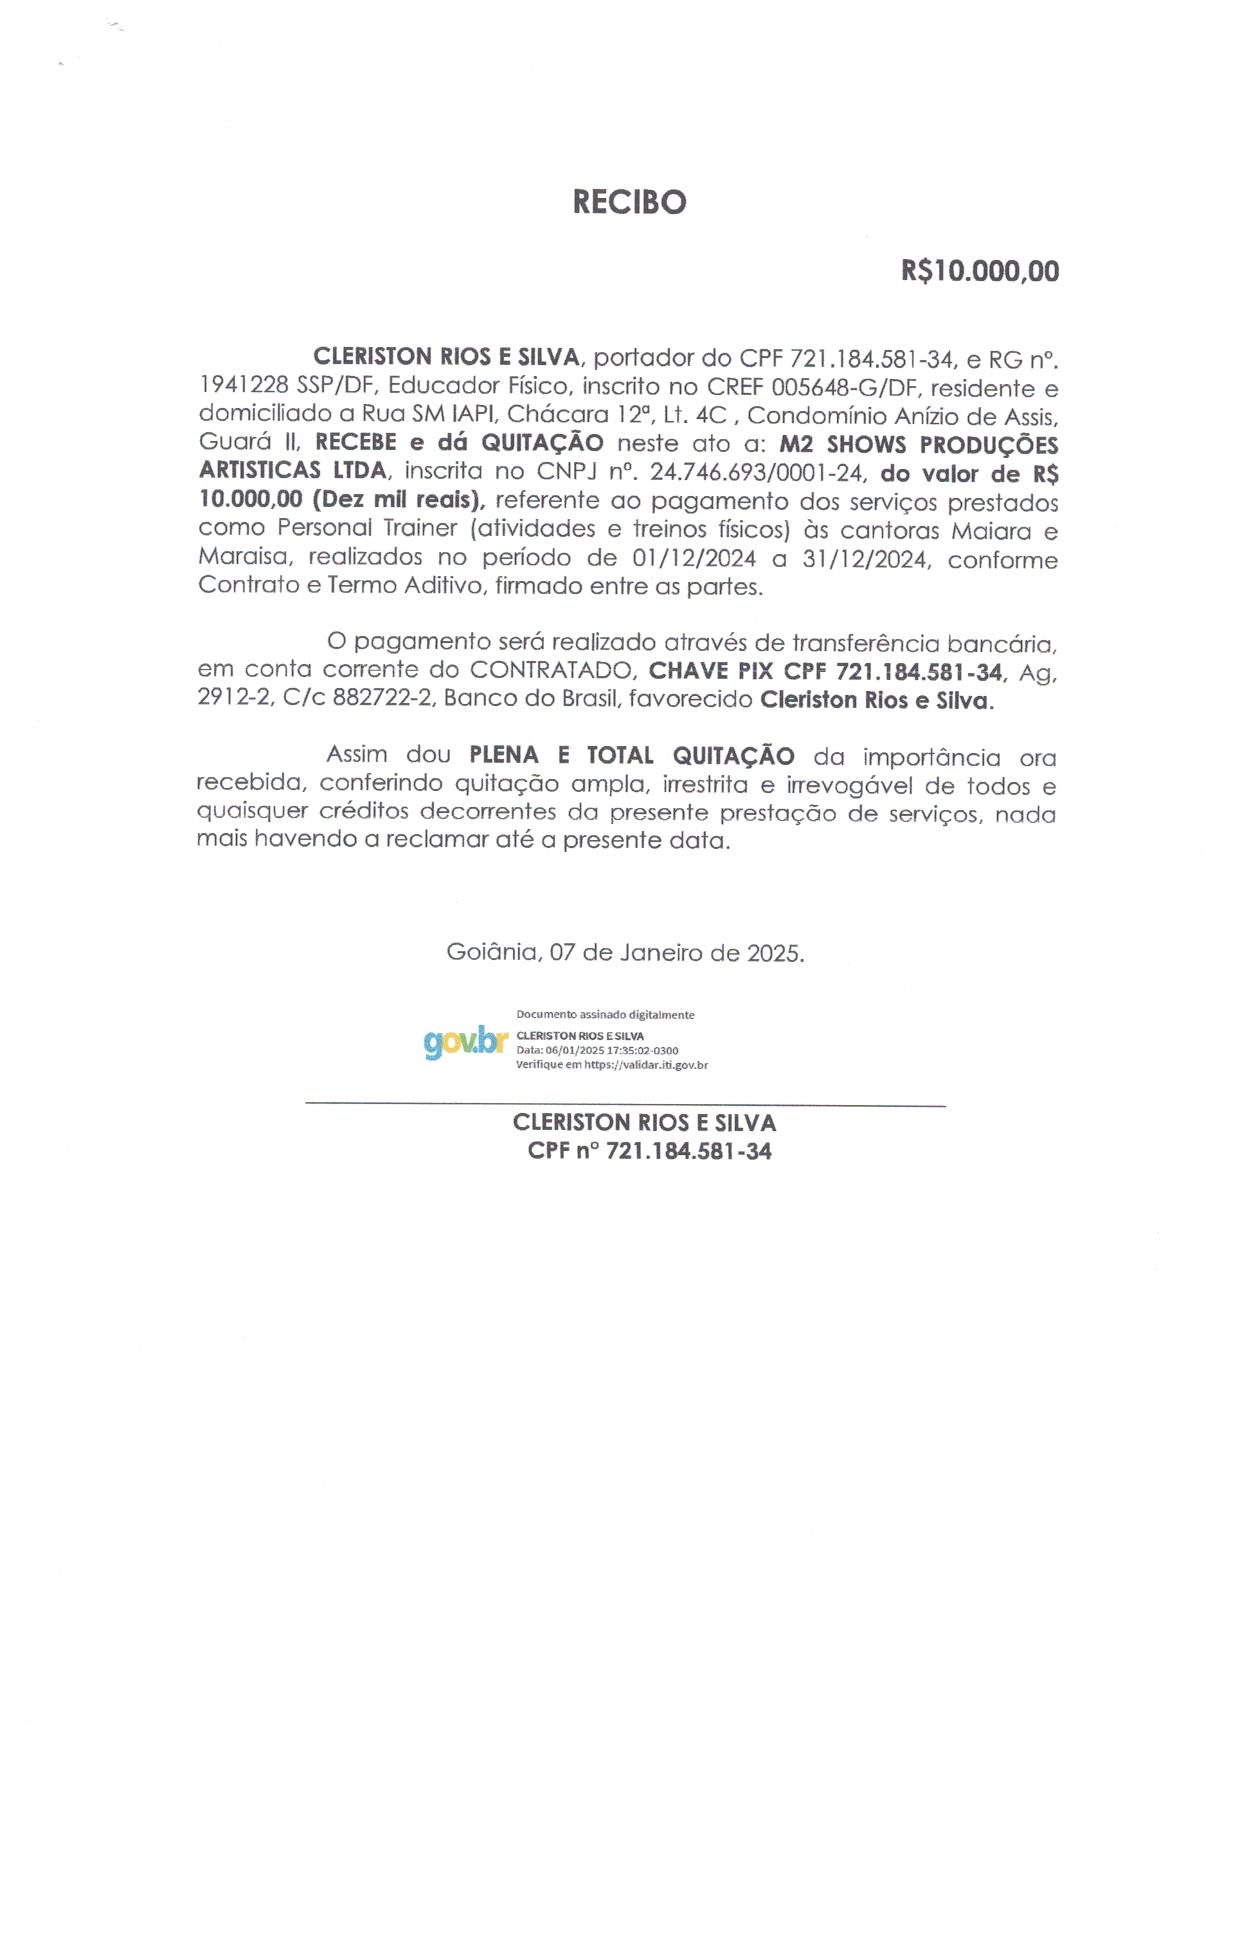 RECIBO
R$10.000,00
CLERISTON RIOS E SILVA, portador do CPF 721.184.581-34, e RG nº.
1941228 SSP/DF, Educador Físico, inscrito no CREF 005648-G/DF, residente e
domiciliado a Rua SM IAPI, Chácara 12ª, Lt. 4C , Condomínio Anízio de Assis,
Guará II, RECEBE e dá QUITAÇÃO neste ato a: M2 SHOWS PRODUÇÕES
ARTISTICAS LTDA, inscrita no CNPJ nº. 24.746.693/0001-24, do valor de R$
10.000,00 (Dez mil reais), referente ao pagamento dos serviços prestados
como Personal Trainer (atividades e treinos físicos) às cantoras Maiara e
Maraisa, realizados no período de 01/12/2024 a 31/12/2024, conforme
Contrato e Termo Aditivo, firmado entre as partes.
O pagamento será realizado através de transferência bancária,
em conta corrente do CONTRATADO, CHAVE PIX CPF 721.184.581-34, Ag,
2912-2, C/c 882722-2, Banco do Brasil, favorecido Cleriston Rios e Silva.
Assim dou PLENA E TOTAL QUITAÇÃO da importância ora
recebida, conferindo quitação ampla, irrestrita e irrevogável de todos e
quaisquer créditos decorrentes da presente prestação de serviços, nada
mais havendo a reclamar até a presente data.
Goiânia, 07 de Janeiro de 2025.
Documento assinado digitalmente
gov.br CLERISTON RIOS E SILVA
Data: 06/01/2025 17:35:02-0300
Verifique em https://validar.iti.gov.br
CLERISTON RIOS E SILVA
CPF nº 721.184.581-34